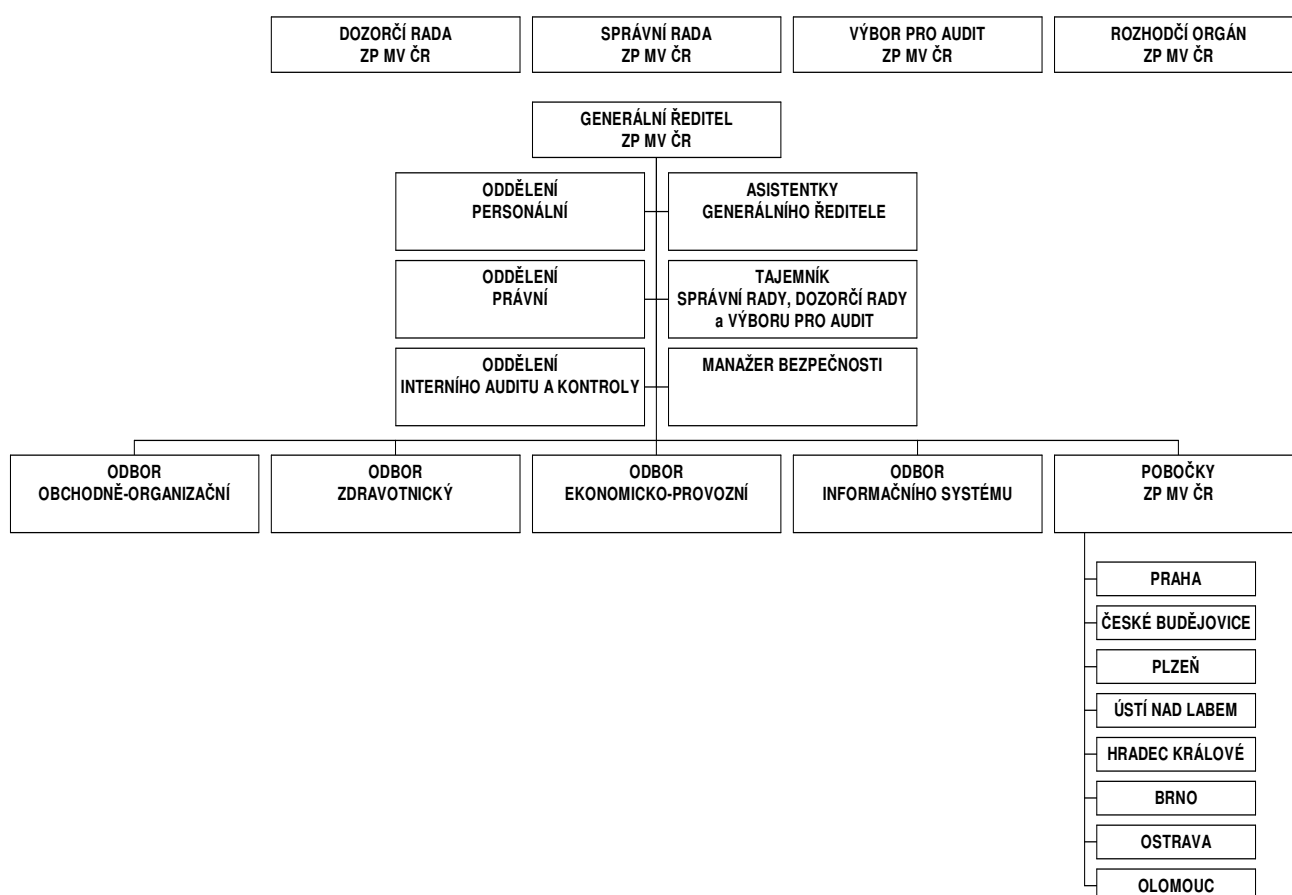 DOZORČÍ RADA
ZP MV ČR
SPRÁVNÍ RADA
ZP MV ČR
VÝBOR PRO AUDIT
ZP MV ČR
ROZHODČÍ ORGÁN
ZP MV ČR
GENERÁLNÍ ŘEDITEL
ZP MV ČR
ODDĚLENÍ
PERSONÁLNÍ
ASISTENTKY
GENERÁLNÍHO ŘEDITELE
ODDĚLENÍ
PRÁVNÍ
TAJEMNÍK
SPRÁVNÍ RADY, DOZORČÍ RADY
a VÝBORU PRO AUDIT
ODDĚLENÍ
INTERNÍHO AUDITU A KONTROLY
MANAŽER BEZPEČNOSTI
ODBOR
OBCHODNĚ-ORGANIZAČNÍ
ODBOR
ZDRAVOTNICKÝ
ODBOR
EKONOMICKO-PROVOZNÍ
ODBOR
INFORMAČNÍHO SYSTÉMU
POBOČKY
ZP MV ČR
PRAHA
ČESKÉ BUDĚJOVICE
PLZEŇ
ÚSTÍ NAD LABEM
HRADEC KRÁLOVÉ
BRNO
OSTRAVA
OLOMOUC